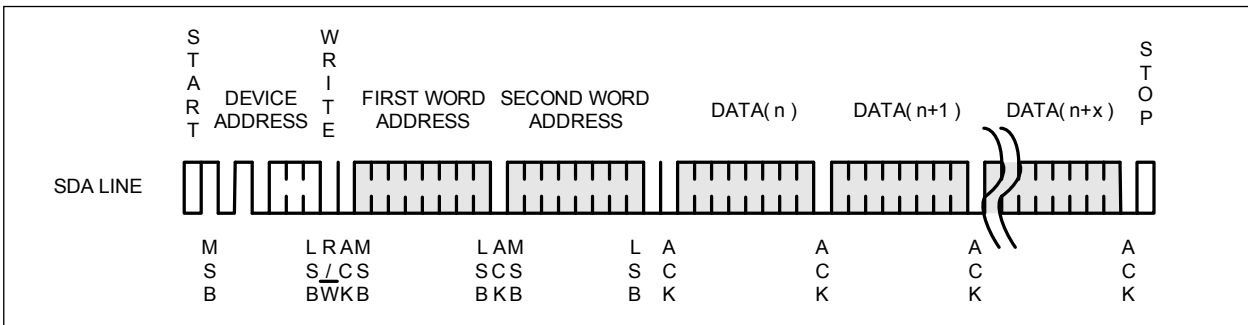 START
WRITE
STOP
DEVICE
ADDRESS
FIRST WORD
ADDRESS
SECOND WORD
ADDRESS
DATA( n )
DATA( n+1 )
DATA( n+x )
SDA LINE
MSB
LSB
R/W
ACK
MSB
LSB
ACK
MSB
LSB
ACK
ACK
ACK
ACK